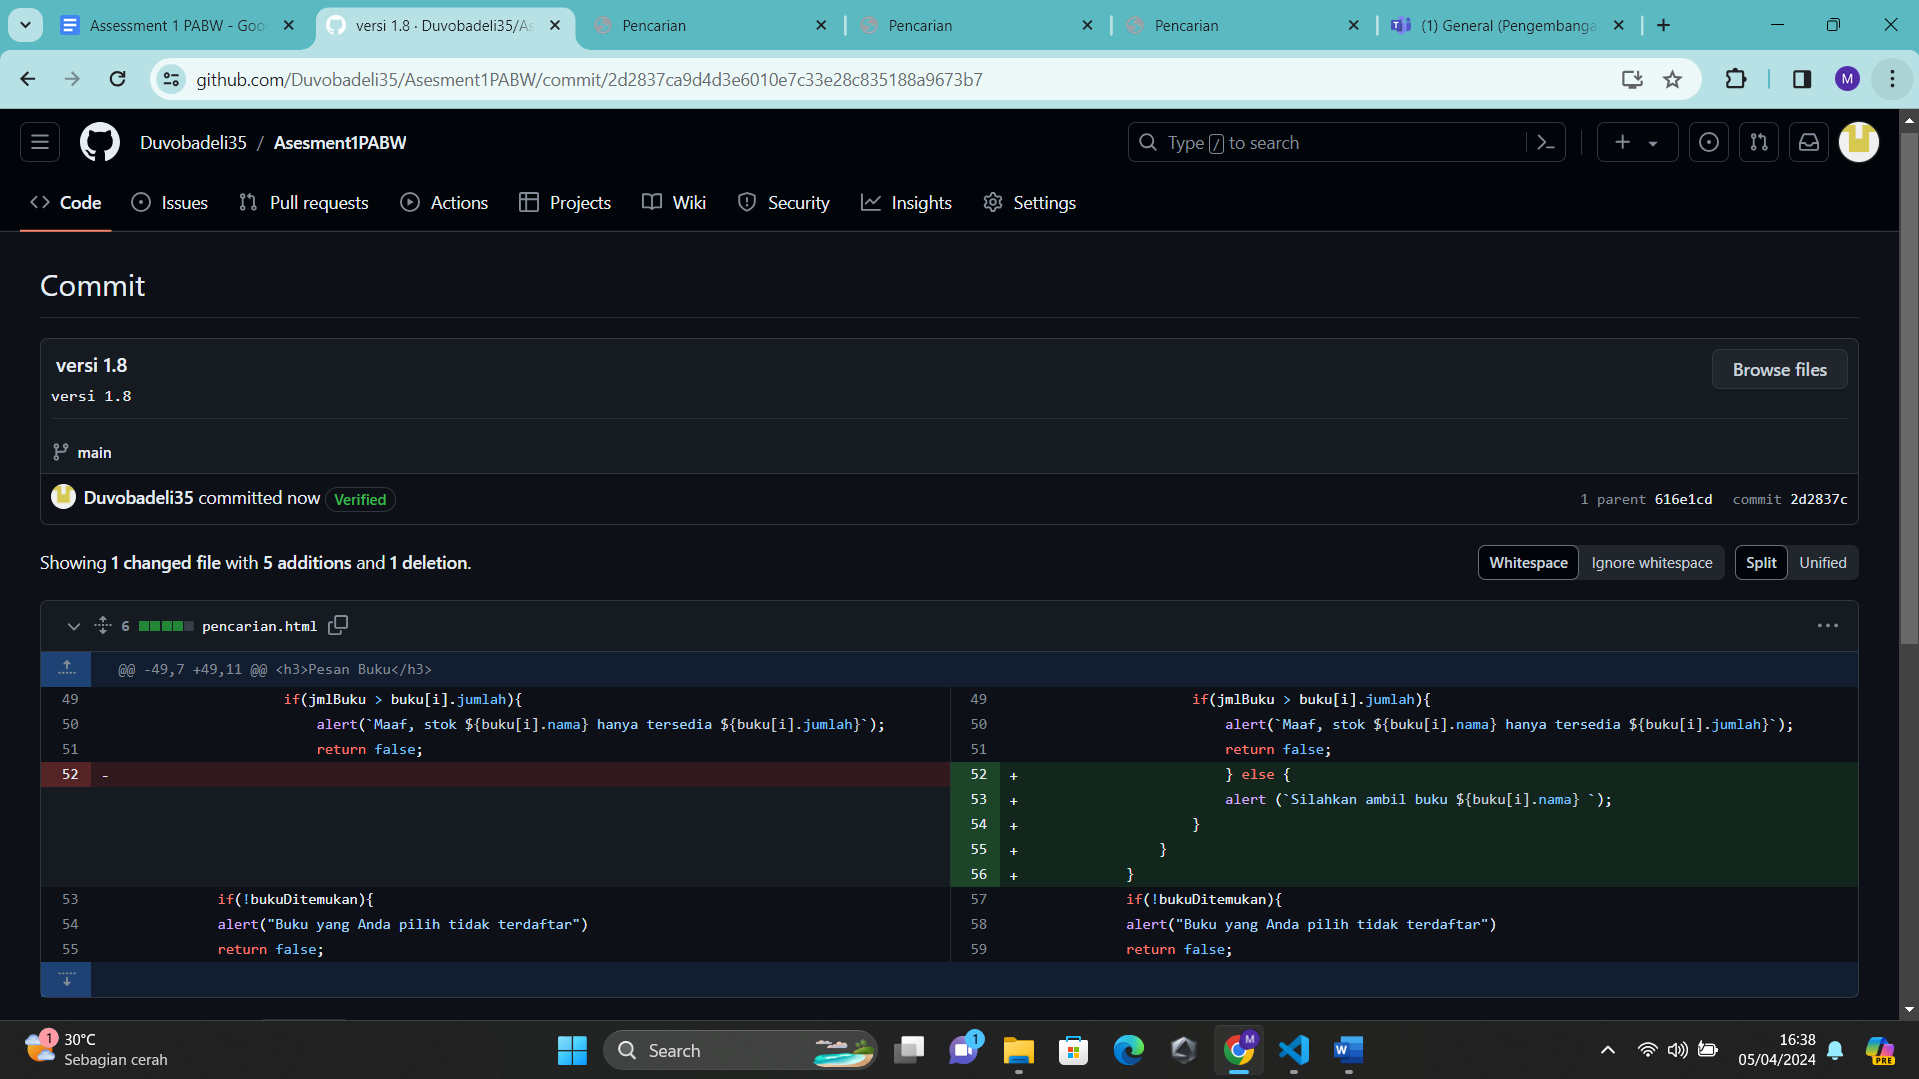 Assessment 1 PABW - Goo
versi 1.8 · Duvobadeli35/As
Pencarian
Pencarian
Pencarian
(1) General (Pengembanga
github.com/Duvobadeli35/Asesment1PABW/commit/2d2837ca9d4d3e6010e7c33e28c835188a9673b7
M
Duvobadeli35 / Asesment1PABW
Type / to search
Code
Issues
Pull requests
Actions
Projects
Wiki
Security
Insights
Settings
Commit
versi 1.8
Browse files
versi 1.8
main
Duvobadeli35 committed now Verified
1 parent 616e1cd commit 2d2837c
Showing 1 changed file with 5 additions and 1 deletion.
Whitespace Ignore whitespace
Split Unified
6 pencarian.html
@@ -49,7 +49,11 @@ <h3>Pesan Buku</h3>
49 if(jmlBuku > buku[i].jumlah){
50 alert(`Maaf, stok ${buku[i].nama} hanya tersedia ${buku[i].jumlah}`);
51 return false;
52 -
53 if(!bukuDitemukan){
54 alert("Buku yang Anda pilih tidak terdaftar")
55 return false;
49 if(jmlBuku > buku[i].jumlah){
50 alert(`Maaf, stok ${buku[i].nama} hanya tersedia ${buku[i].jumlah}`);
51 return false;
52 + } else {
53 + alert (`Silahkan ambil buku ${buku[i].nama} `);
54 + }
55 + }
56 + }
57 if(!bukuDitemukan){
58 alert("Buku yang Anda pilih tidak terdaftar")
59 return false;
1
30°C
Sebagian cerah
Search
1
M
W
PRE
16:38
05/04/2024